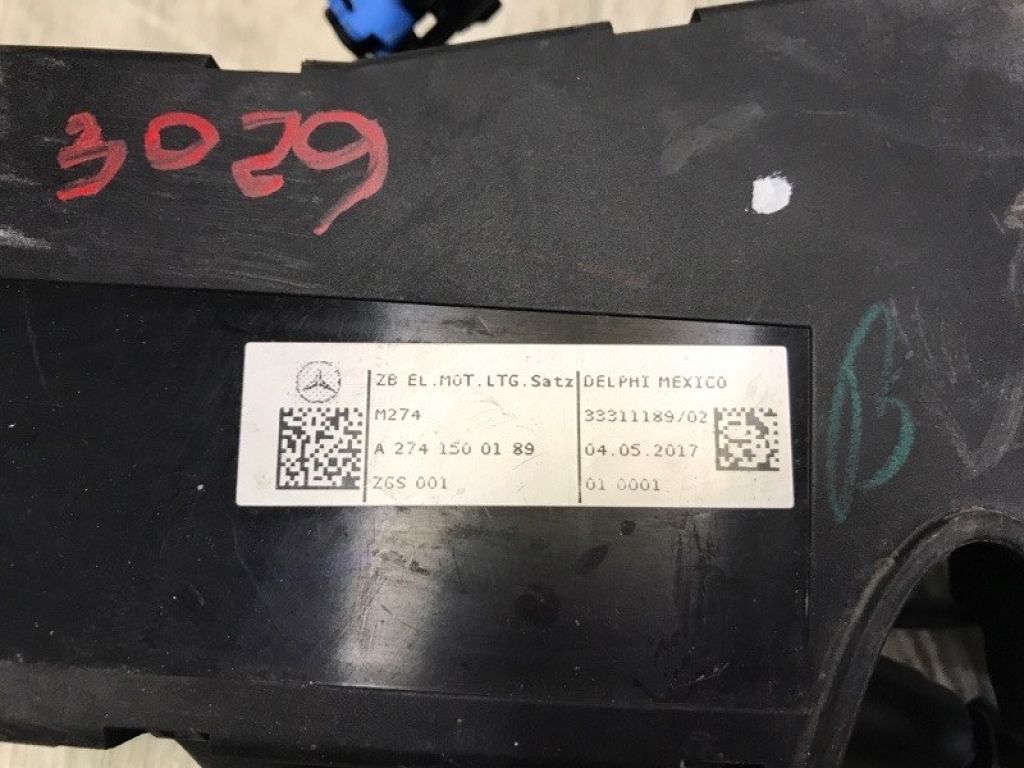 3029
ZB EL.MOT.LTG.Satz
M274
A 274 150 01 89
ZGS 001
DELPHI MEXICO
33311189/02
04.05.2017
01 0001
B